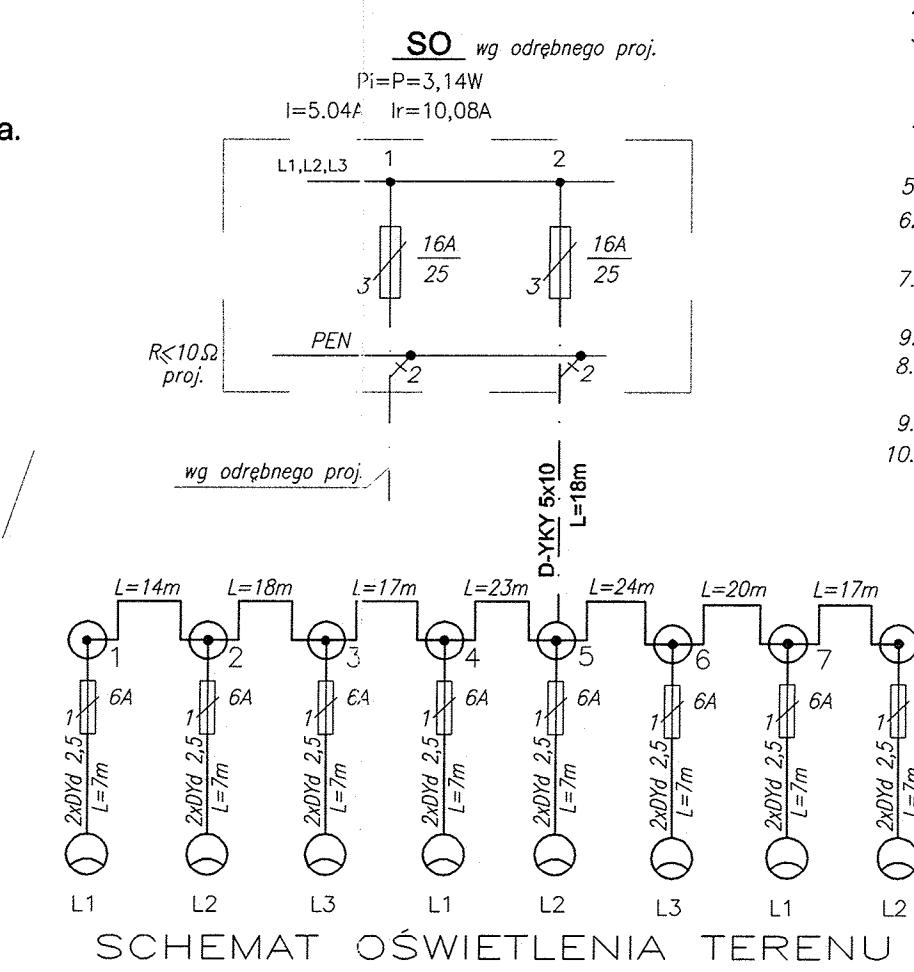 SO wg odrębnego proj.
Pi=P=3,14W
I=5.04A Ir=10,08A
a.
L1,L2,L3 1 2
5
6.
16A 16A
25 25
3 3
7.
PEN
R⩽10Ω
proj.
2 2
9.
8.
9.
10.
wg odrębnego proj.
D-YKY 5x10
L=18m
L=14m L=18m L=17m L=23m L=24m L=20m L=17m
1 2 3 4 5 6 7
6A 6A 6A 6A 6A 6A 6A
1 1 1 1 1 1 1 1
2xDYd 2,5 2xDYd 2,5 2xDYd 2,5 2xDYd 2,5 2xDYd 2,5 2xDYd 2,5 2xDYd 2,5 2xDYd 2,5
L=7m L=7m L=7m L=7m L=7m L=7m L=7m L=7m
L1 L2 L3 L1 L2 L3 L1 L2
SCHEMAT OŚWIETLENIA TERENU